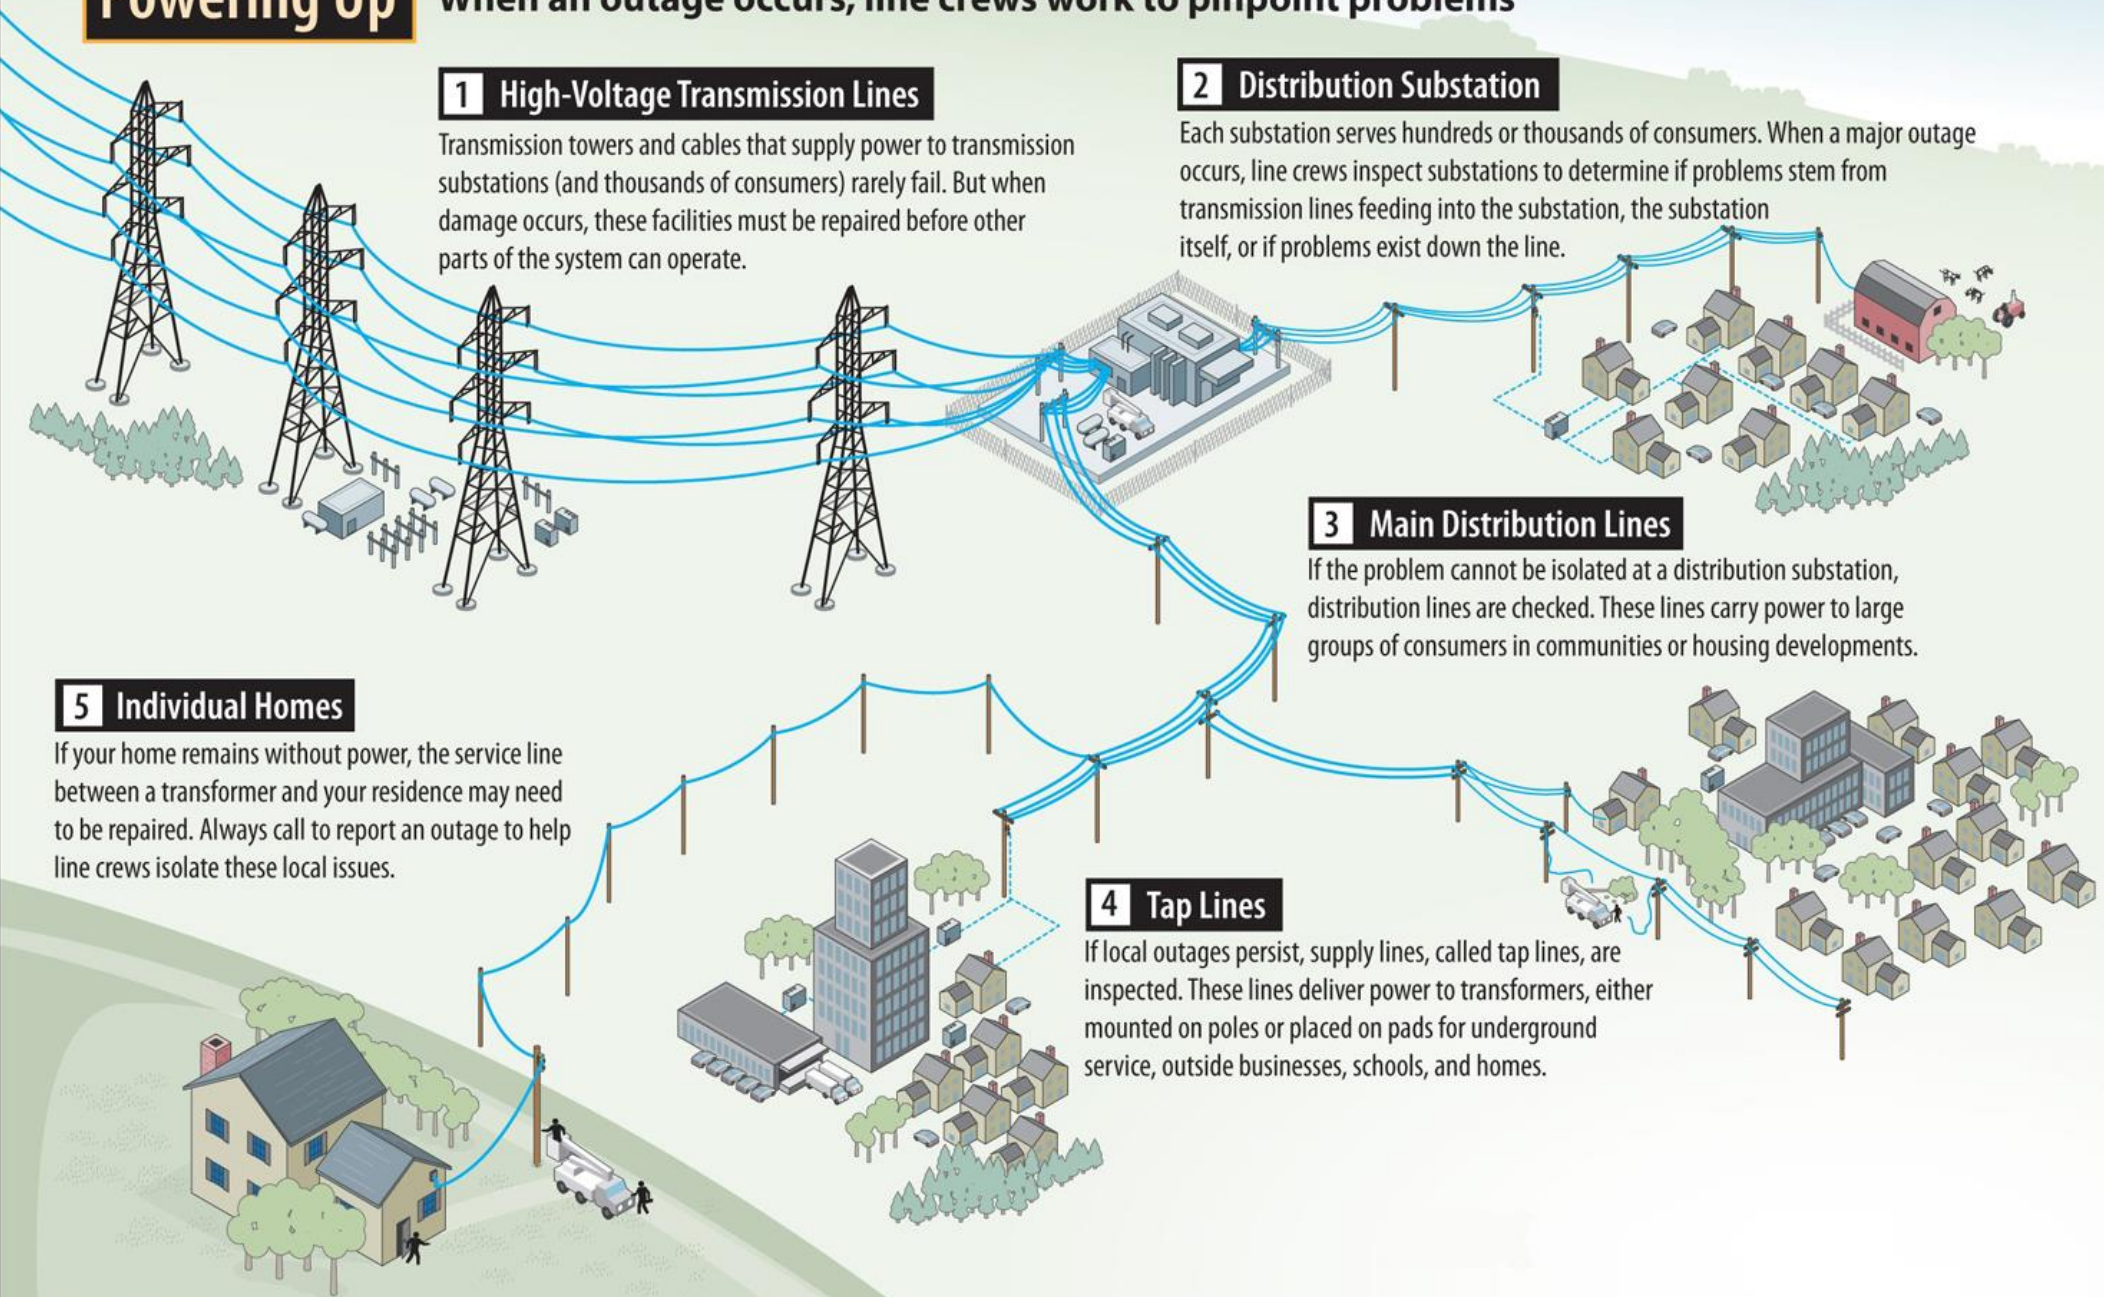 Powering Up
When an outage occurs, line crews work to pinpoint problems
1 High-Voltage Transmission Lines
Transmission towers and cables that supply power to transmission
substations (and thousands of consumers) rarely fail. But when
damage occurs, these facilities must be repaired before other
parts of the system can operate.
2 Distribution Substation
Each substation serves hundreds or thousands of consumers. When a major outage
occurs, line crews inspect substations to determine if problems stem from
transmission lines feeding into the substation, the substation
itself, or if problems exist down the line.
3 Main Distribution Lines
If the problem cannot be isolated at a distribution substation,
distribution lines are checked. These lines carry power to large
groups of consumers in communities or housing developments.
4 Tap Lines
If local outages persist, supply lines, called tap lines, are
inspected. These lines deliver power to transformers, either
mounted on poles or placed on pads for underground
service, outside businesses, schools, and homes.
5 Individual Homes
If your home remains without power, the service line
between a transformer and your residence may need
to be repaired. Always call to report an outage to help
line crews isolate these local issues.